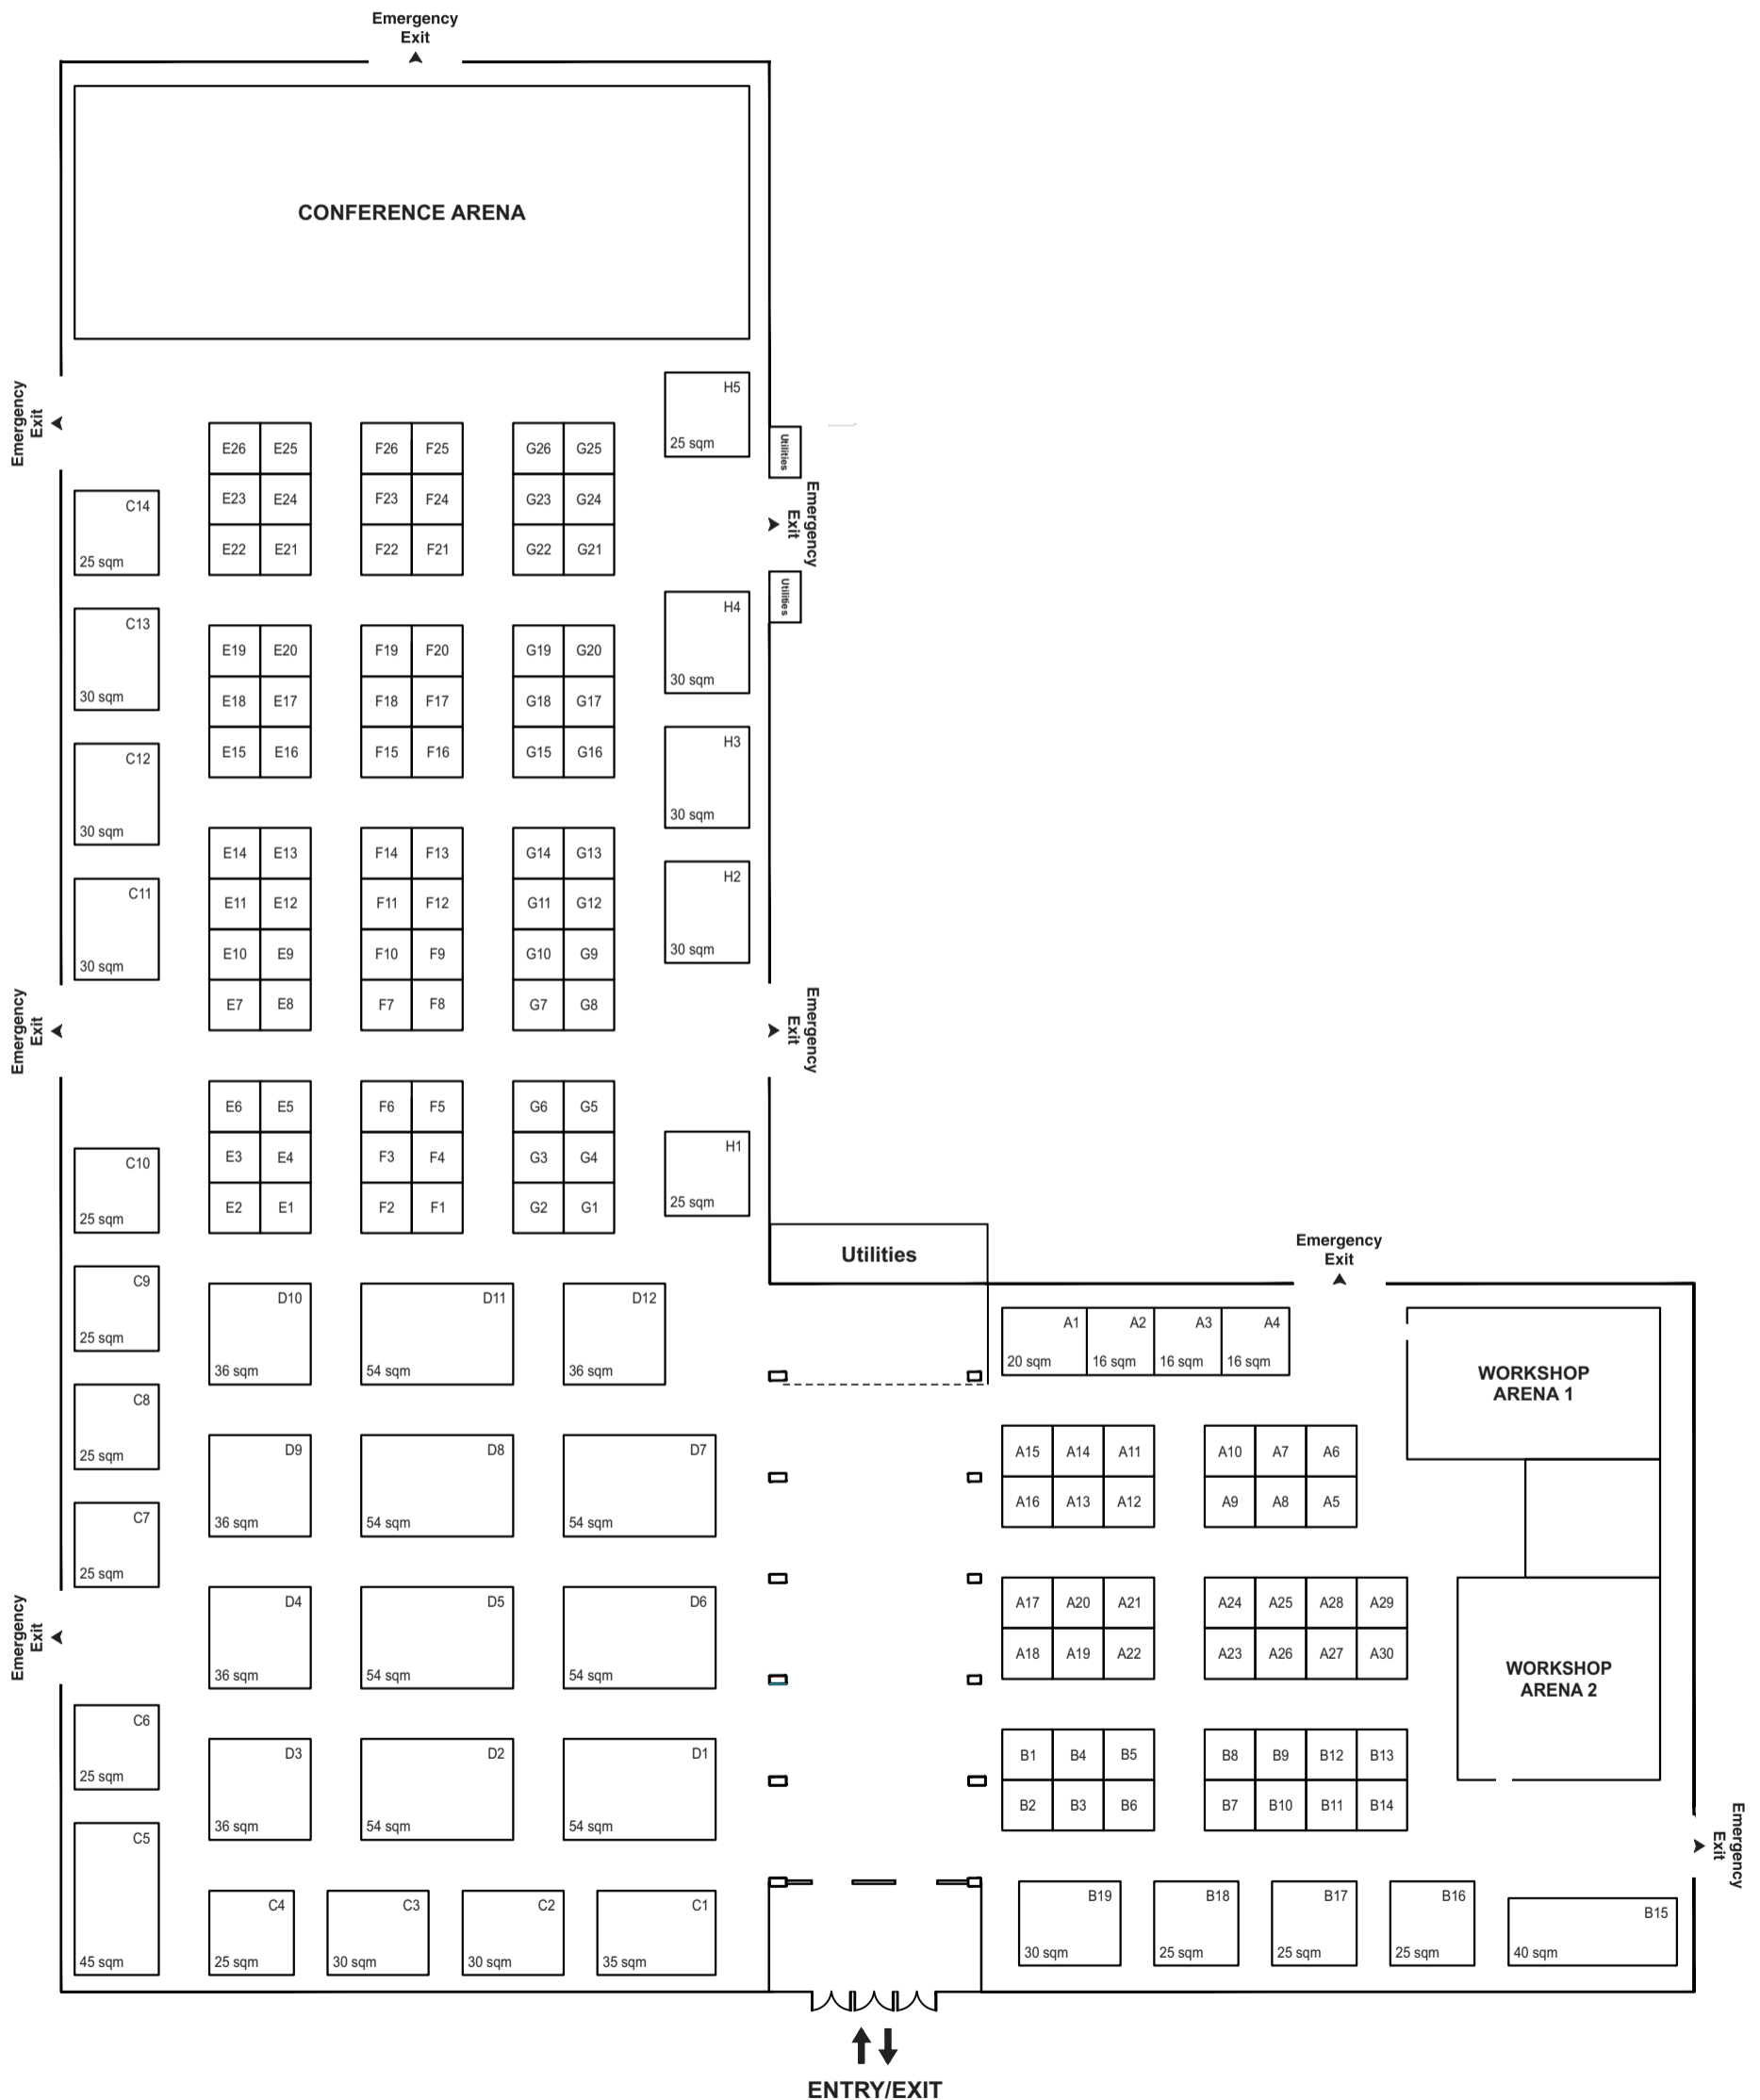 Emergency
Exit
CONFERENCE ARENA
H5
25 sqm
Emergency
Exit
Utilities
E26 E25 F26 F25 G26 G25
E23 E24 F23 F24 G23 G24
E22 E21 F22 F21 G22 G21
C14
25 sqm
Emergency
Exit
Utilities
C13
30 sqm
H4
30 sqm
E19 E20 F19 F20 G19 G20
E18 E17 F18 F17 G18 G17
E15 E16 F15 F16 G15 G16
C12
30 sqm
H3
30 sqm
E14 E13 F14 F13 G14 G13
E11 E12 F11 F12 G11 G12
E10 E9 F10 F9 G10 G9
E7 E8 F7 F8 G7 G8
C11
30 sqm
H2
30 sqm
Emergency
Exit
Emergency
Exit
E6 E5 F6 F5 G6 G5
E3 E4 F3 F4 G3 G4
E2 E1 F2 F1 G2 G1
C10
25 sqm
H1
25 sqm
Utilities
Emergency
Exit
C9
25 sqm
D10
36 sqm
D11
54 sqm
D12
36 sqm
A1
20 sqm
A2
16 sqm
A3
16 sqm
A4
16 sqm
WORKSHOP
ARENA 1
C8
25 sqm
D9
36 sqm
D8
54 sqm
D7
54 sqm
A15 A14 A11 A10 A7 A6
A16 A13 A12 A9 A8 A5
C7
25 sqm
Emergency
Exit
D4
36 sqm
D5
54 sqm
D6
54 sqm
A17 A20 A21 A24 A25 A28 A29
A18 A19 A22 A23 A26 A27 A30
WORKSHOP
ARENA 2
C6
25 sqm
D3
36 sqm
D2
54 sqm
D1
54 sqm
B1 B4 B5 B8 B9 B12 B13
B2 B3 B6 B7 B10 B11 B14
Emergency
Exit
C5
45 sqm
C4
25 sqm
C3
30 sqm
C2
30 sqm
C1
35 sqm
B19
30 sqm
B18
25 sqm
B17
25 sqm
B16
25 sqm
B15
40 sqm
ENTRY/EXIT